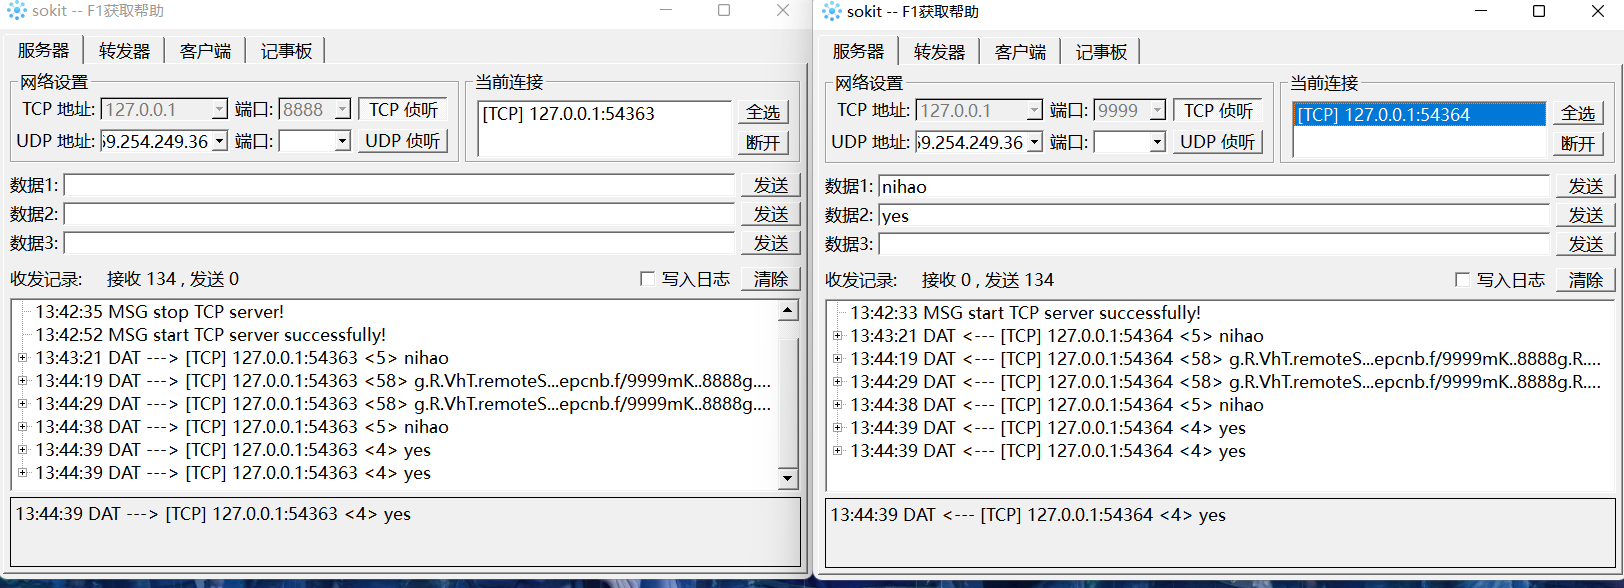 sokit -- F1获取帮助
服务器 转发器 客户端 记事板
网络设置
TCP 地址: 127.0.0.1 端口: 8888 TCP 侦听
UDP 地址: 59.254.249.36 端口: UDP 侦听
当前连接
[TCP] 127.0.0.1:54363
全选
断开
数据1: 发送
数据2: 发送
数据3: 发送
收发记录: 接收 134 , 发送 0 写入日志 清除
13:42:35 MSG stop TCP server!
13:42:52 MSG start TCP server successfully!
13:43:21 DAT ---> [TCP] 127.0.0.1:54363 <5> nihao
13:44:19 DAT ---> [TCP] 127.0.0.1:54363 <58> g.R.VhT.remoteS...epcnb.f/9999mK..8888g....
13:44:29 DAT ---> [TCP] 127.0.0.1:54363 <58> g.R.VhT.remoteS...epcnb.f/9999mK..8888g....
13:44:38 DAT ---> [TCP] 127.0.0.1:54363 <5> nihao
13:44:39 DAT ---> [TCP] 127.0.0.1:54363 <4> yes
13:44:39 DAT ---> [TCP] 127.0.0.1:54363 <4> yes
13:44:39 DAT ---> [TCP] 127.0.0.1:54363 <4> yes
sokit -- F1获取帮助
服务器 转发器 客户端 记事板
网络设置
TCP 地址: 127.0.0.1 端口: 9999 TCP 侦听
UDP 地址: 59.254.249.36 端口: UDP 侦听
当前连接
[TCP] 127.0.0.1:54364
全选
断开
数据1: nihao 发送
数据2: yes 发送
数据3: 发送
收发记录: 接收 0 , 发送 134 写入日志 清除
13:42:33 MSG start TCP server successfully!
13:43:21 DAT <--- [TCP] 127.0.0.1:54364 <5> nihao
13:44:19 DAT <--- [TCP] 127.0.0.1:54364 <58> g.R.VhT.remoteS...epcnb.f/9999mK..8888g.R....
13:44:29 DAT <--- [TCP] 127.0.0.1:54364 <58> g.R.VhT.remoteS...epcnb.f/9999mK..8888g.R....
13:44:38 DAT <--- [TCP] 127.0.0.1:54364 <5> nihao
13:44:39 DAT <--- [TCP] 127.0.0.1:54364 <4> yes
13:44:39 DAT <--- [TCP] 127.0.0.1:54364 <4> yes
13:44:39 DAT <--- [TCP] 127.0.0.1:54364 <4> yes